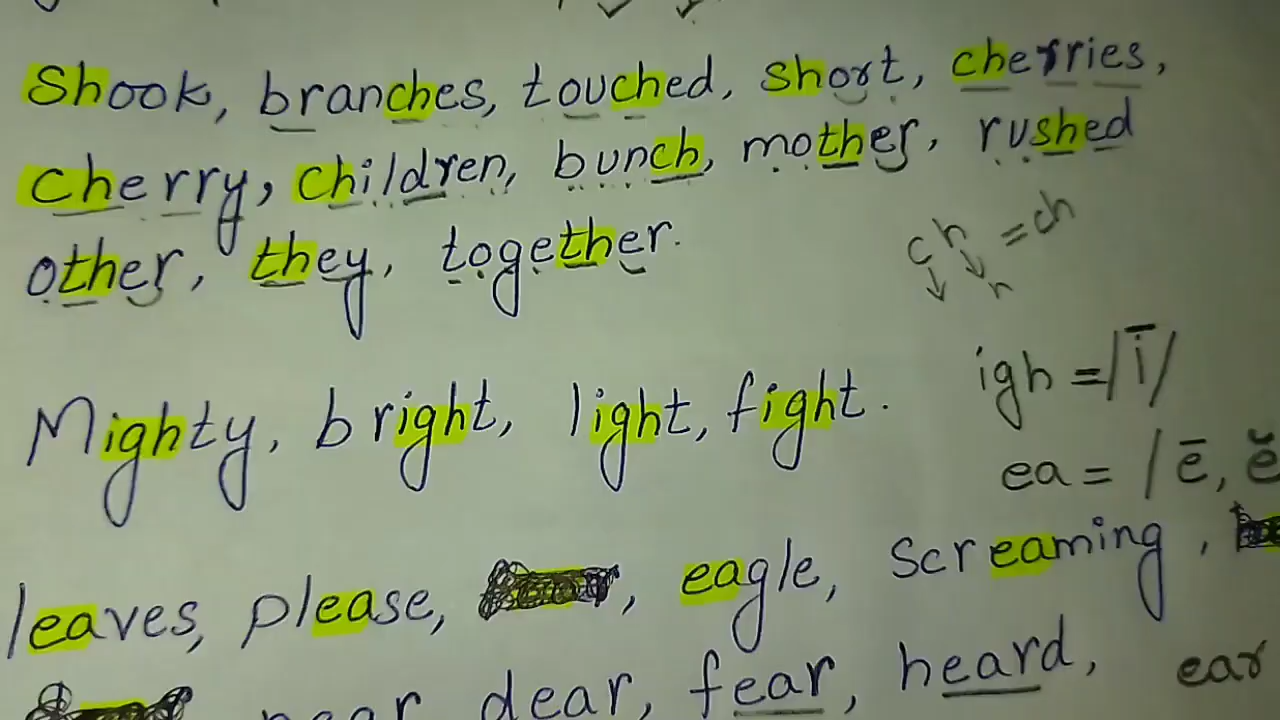 Shook, branches, touched, short, cherries,
cherry, children, bunch, mother, rushed
other, they, together.
ch = ch
h
igh = /ī/
Mighty, bright, light, fight.
ea = / ē, ĕ
leaves, please, , eagle, screaming,
near dear, fear, heard, ear